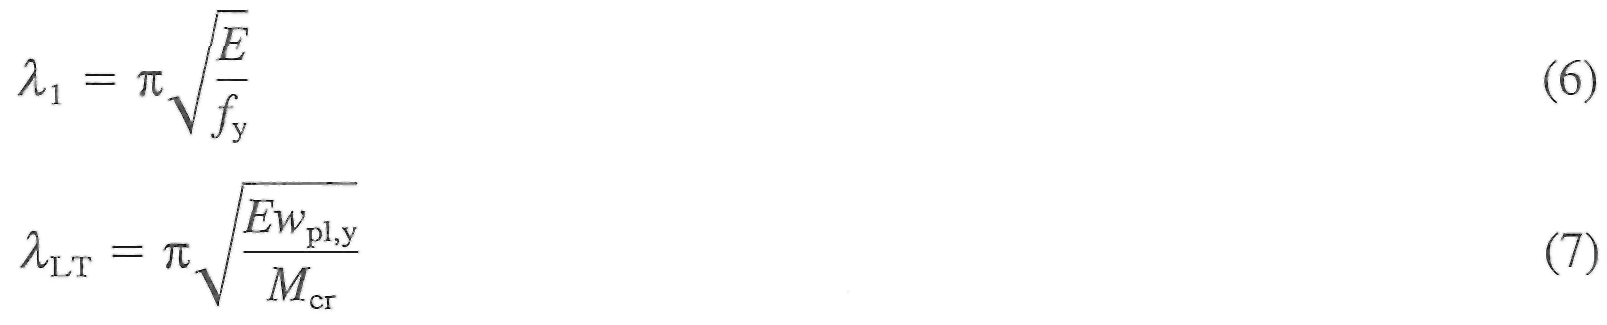 λ₁ = π√(E/f_y) (6)
λ_LT = π√(Ew_pl,y/M_cr) (7)